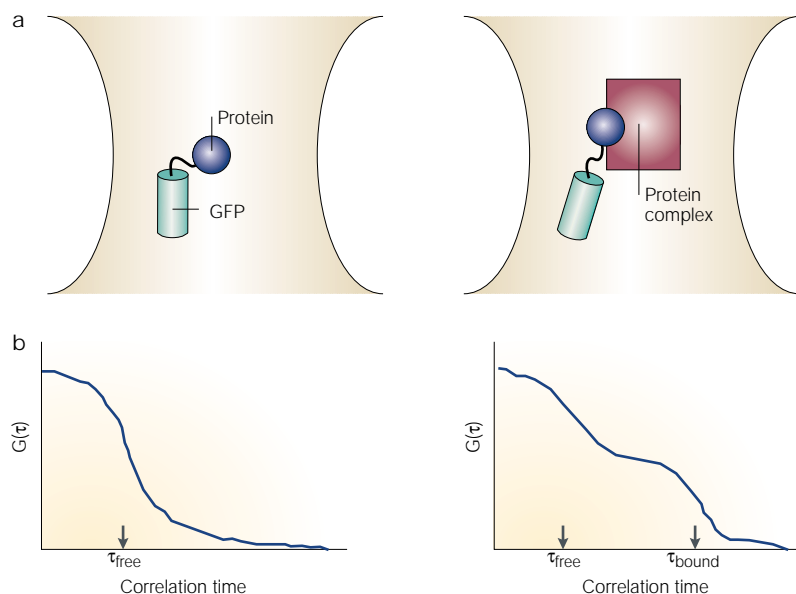 a
Protein
GFP
Protein
complex
b
G(τ)
τfree
Correlation time
G(τ)
τfree
τbound
Correlation time